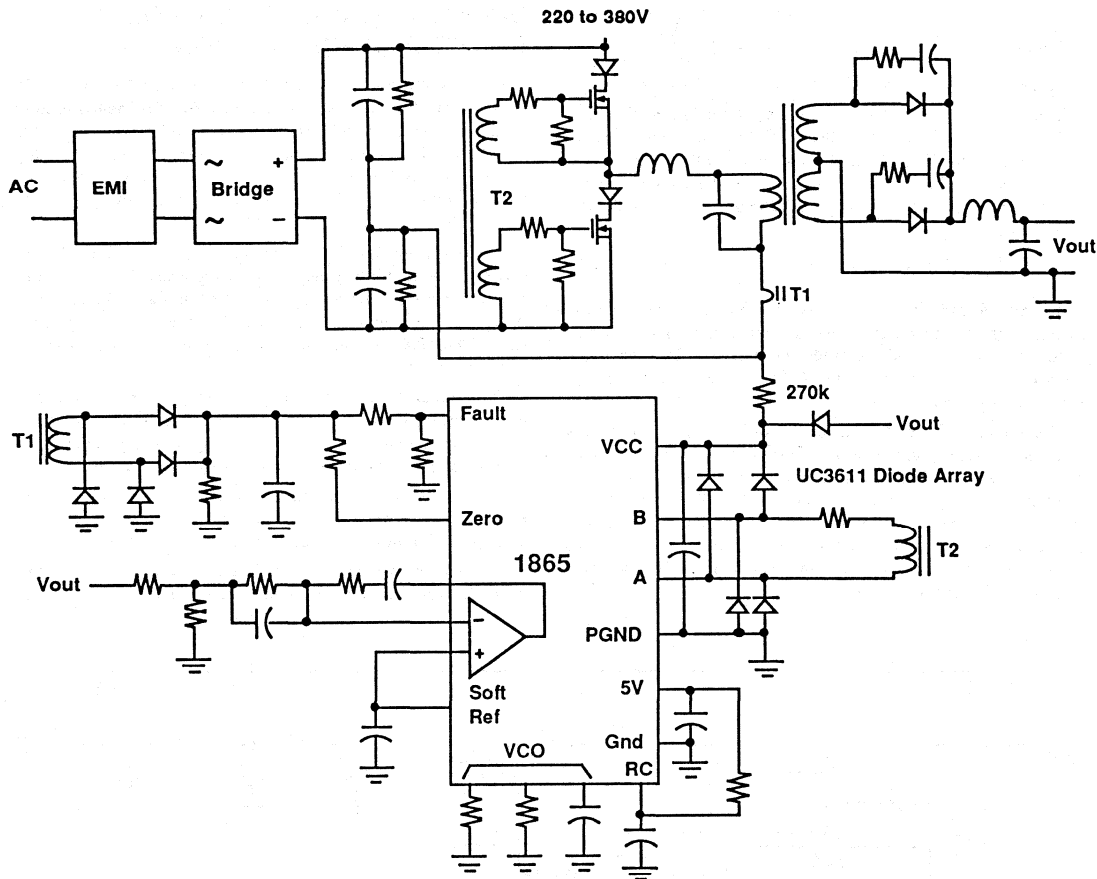 220 to 380V
AC
EMI
~ +
Bridge
~ −
T2
Vout
T1
270k
Vout
T1
Fault
VCC
UC3611 Diode Array
Zero
B
T2
1865
A
Vout
−
PGND
+
Soft
Ref
5V
Gnd
VCO
RC